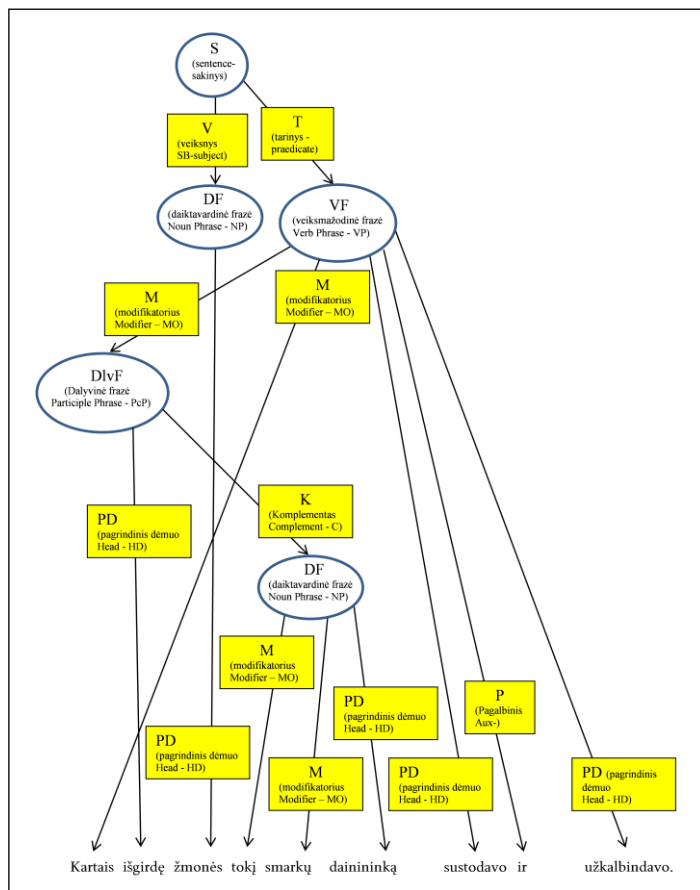 S
(sentence-
sakinys)
V
(veiksnys
SB-subject)
T
(tarinys -
praedicate)
DF
(daiktavardinė frazė
Noun Phrase - NP)
VF
(veiksmažodinė frazė
Verb Phrase - VP)
M
(modifikatorius
Modifier – MO)
M
(modifikatorius
Modifier – MO)
DlvF
(Dalyvinė frazė
Participle Phrase - PcP)
PD
(pagrindinis dėmuo
Head - HD)
K
(Komplementas
Complement - C)
DF
(daiktavardinė frazė
Noun Phrase - NP)
M
(modifikatorius
Modifier – MO)
PD
(pagrindinis dėmuo
Head - HD)
P
(Pagalbinis
Aux-)
PD
(pagrindinis dėmuo
Head - HD)
M
(modifikatorius
Modifier – MO)
PD
(pagrindinis dėmuo
Head - HD)
PD (pagrindinis
dėmuo
Head - HD)
Kartais išgirdę žmonės tokį smarkų dainininką sustodavo ir užkalbindavo.